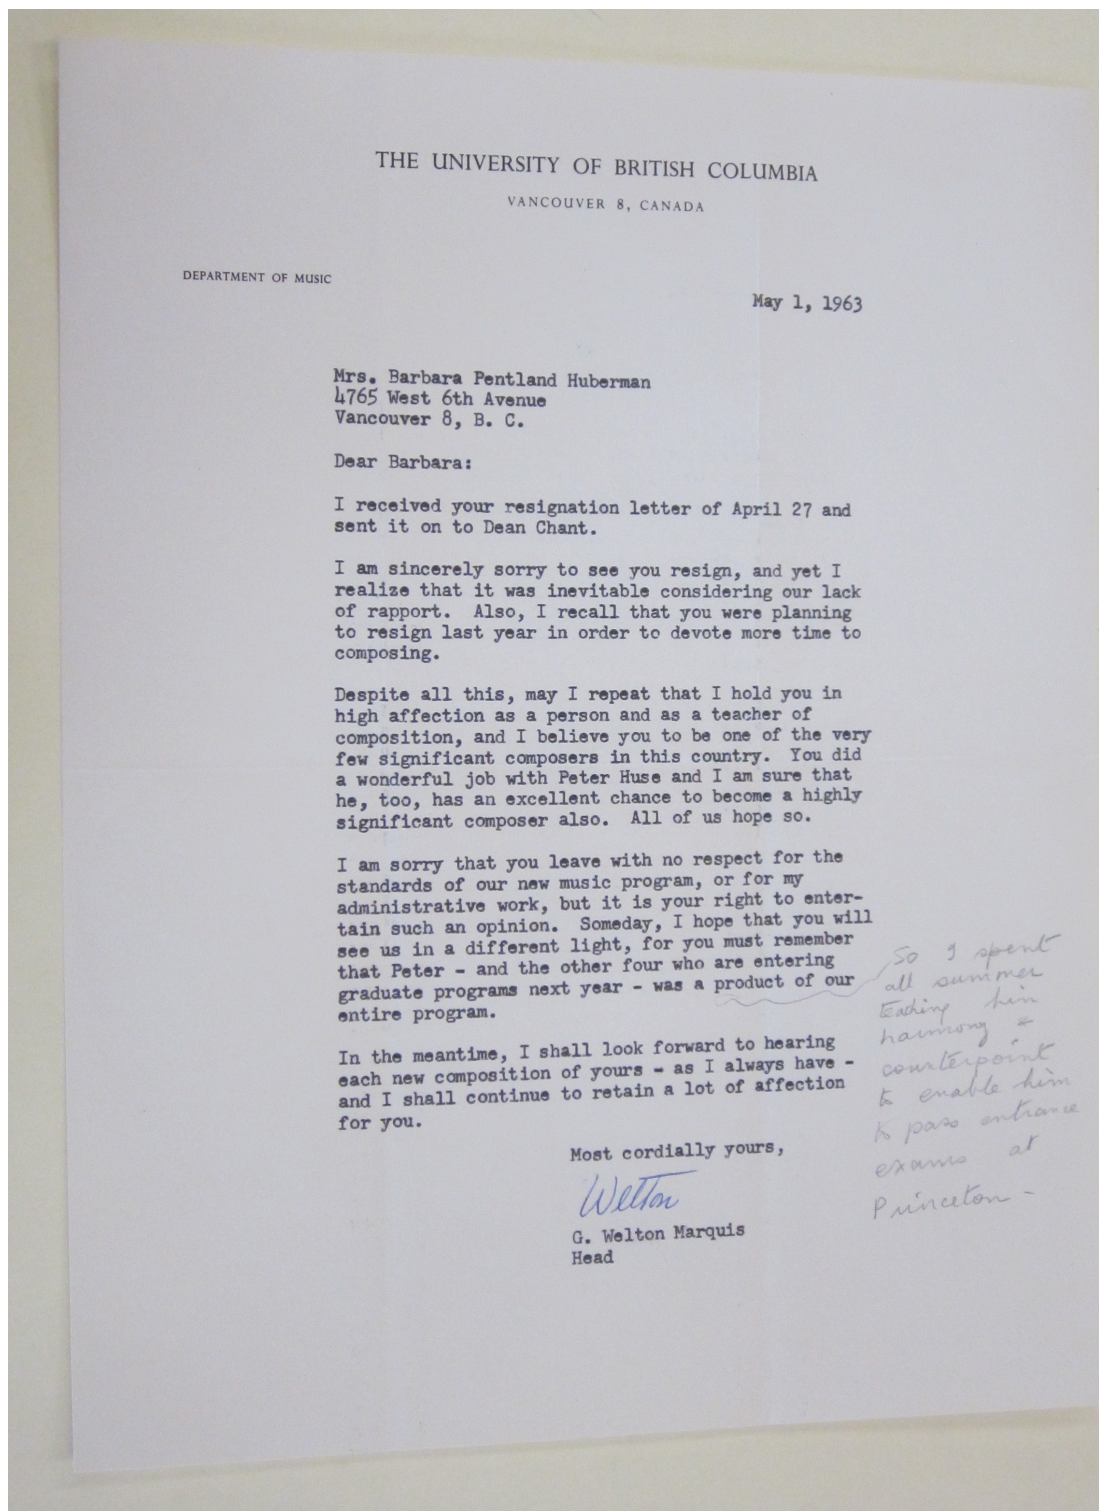 THE UNIVERSITY OF BRITISH COLUMBIA
VANCOUVER 8, CANADA
DEPARTMENT OF MUSIC
May 1, 1963
Mrs. Barbara Pentland Huberman
4765 West 6th Avenue
Vancouver 8, B. C.
Dear Barbara:
I received your resignation letter of April 27 and
sent it on to Dean Chant.
I am sincerely sorry to see you resign, and yet I
realize that it was inevitable considering our lack
of rapport.  Also, I recall that you were planning
to resign last year in order to devote more time to
composing.
Despite all this, may I repeat that I hold you in
high affection as a person and as a teacher of
composition, and I believe you to be one of the very
few significant composers in this country.  You did
a wonderful job with Peter Huse and I am sure that
he, too, has an excellent chance to become a highly
significant composer also.  All of us hope so.
I am sorry that you leave with no respect for the
standards of our new music program, or for my
administrative work, but it is your right to enter-
tain such an opinion.  Someday, I hope that you will
see us in a different light, for you must remember
that Peter - and the other four who are entering
graduate programs next year - was a product of our
entire program.
In the meantime, I shall look forward to hearing
each new composition of yours - as I always have -
and I shall continue to retain a lot of affection
for you.
Most cordially yours,
Welton
G. Welton Marquis
Head
So I spent
all summer
teaching him
harmony &
counterpoint
to enable him
to pass entrance
exams at
Princeton -